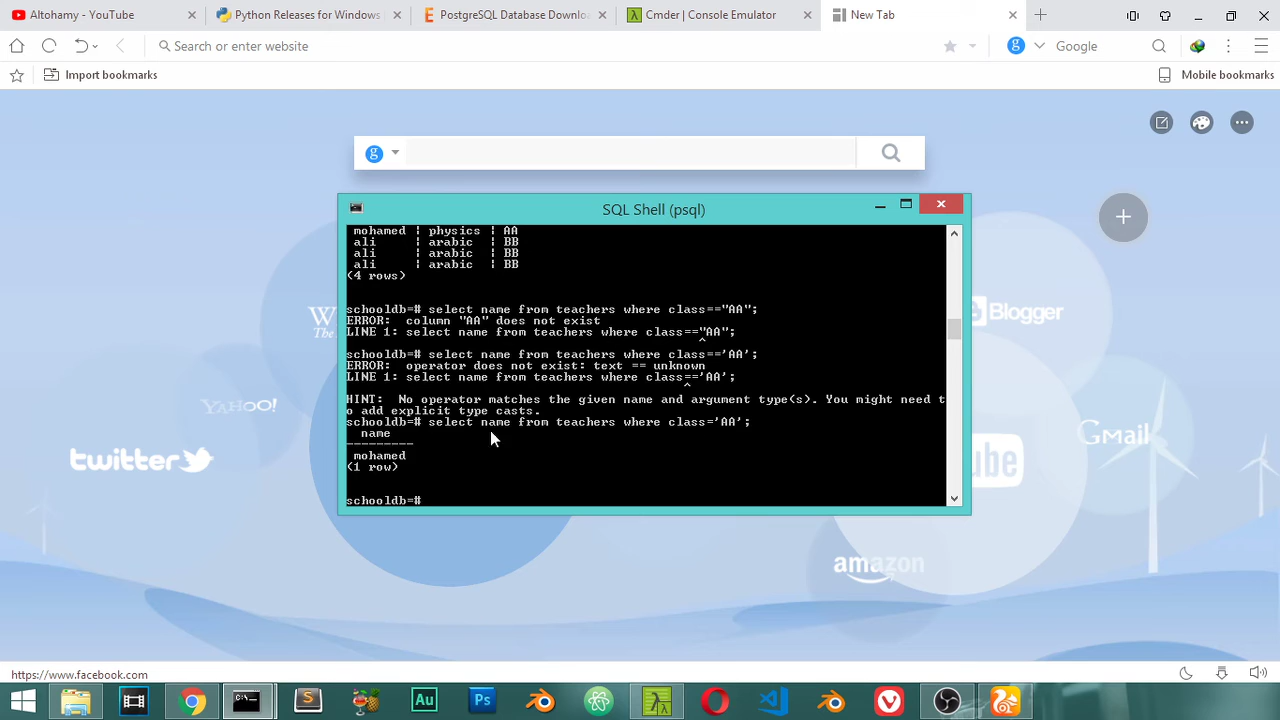 Altohamy - YouTube
Python Releases for Windows
PostgreSQL Database Downloa
Cmder | Console Emulator
New Tab
Search or enter website
Google
Import bookmarks
Mobile bookmarks
SQL Shell (psql)
mohamed | physics | AA
ali | arabic | BB
ali | arabic | BB
ali | arabic | BB
(4 rows)
schooldb=# select name from teachers where class=="AA";
ERROR: column "AA" does not exist
LINE 1: select name from teachers where class=="AA";
^
schooldb=# select name from teachers where class=='AA';
ERROR: operator does not exist: text == unknown
LINE 1: select name from teachers where class=='AA';
^
HINT: No operator matches the given name and argument type(s). You might need t
o add explicit type casts.
schooldb=# select name from teachers where class='AA';
name
---------
mohamed
(1 row)
schooldb=#
Blogger
YAHOO!
Gmail
twitter
amazon
https://www.facebook.com
Au
Ps